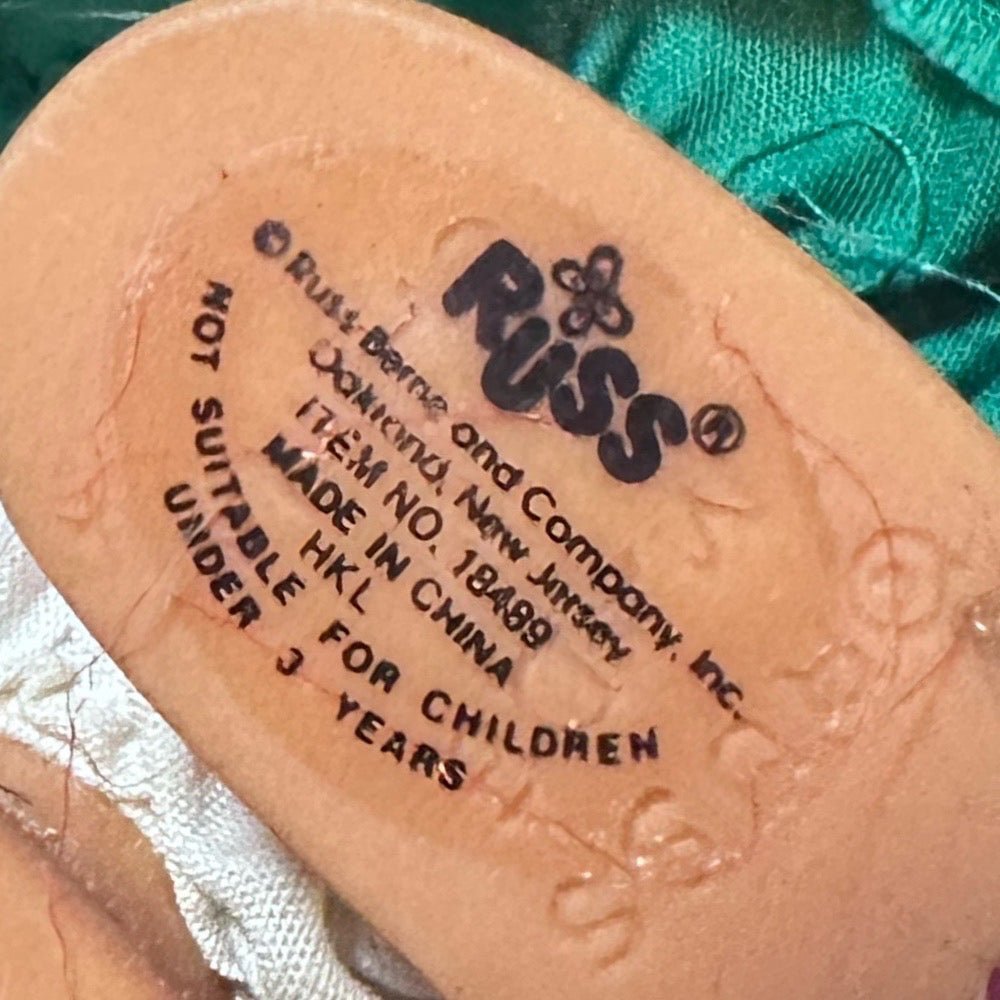 RUSS®
© Russ Berrie and Company, Inc.
Oakland, New Jersey
ITEM NO. 18489
MADE IN CHINA
HKL
NOT SUITABLE FOR CHILDREN
UNDER 3 YEARS